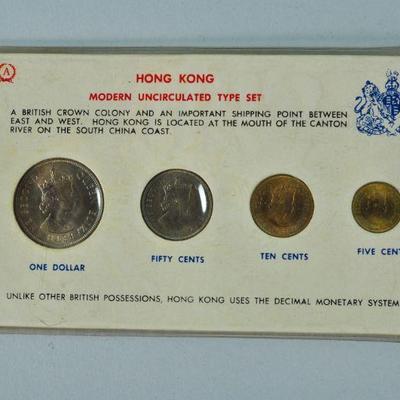 A
HONG KONG
MODERN UNCIRCULATED TYPE SET
A BRITISH CROWN COLONY AND AN IMPORTANT SHIPPING POINT BETWEEN
EAST AND WEST. HONG KONG IS LOCATED AT THE MOUTH OF THE CANTON
RIVER ON THE SOUTH CHINA COAST.
ONE DOLLAR
FIFTY CENTS
TEN CENTS
FIVE CENT
UNLIKE OTHER BRITISH POSSESSIONS, HONG KONG USES THE DECIMAL MONETARY SYSTEM